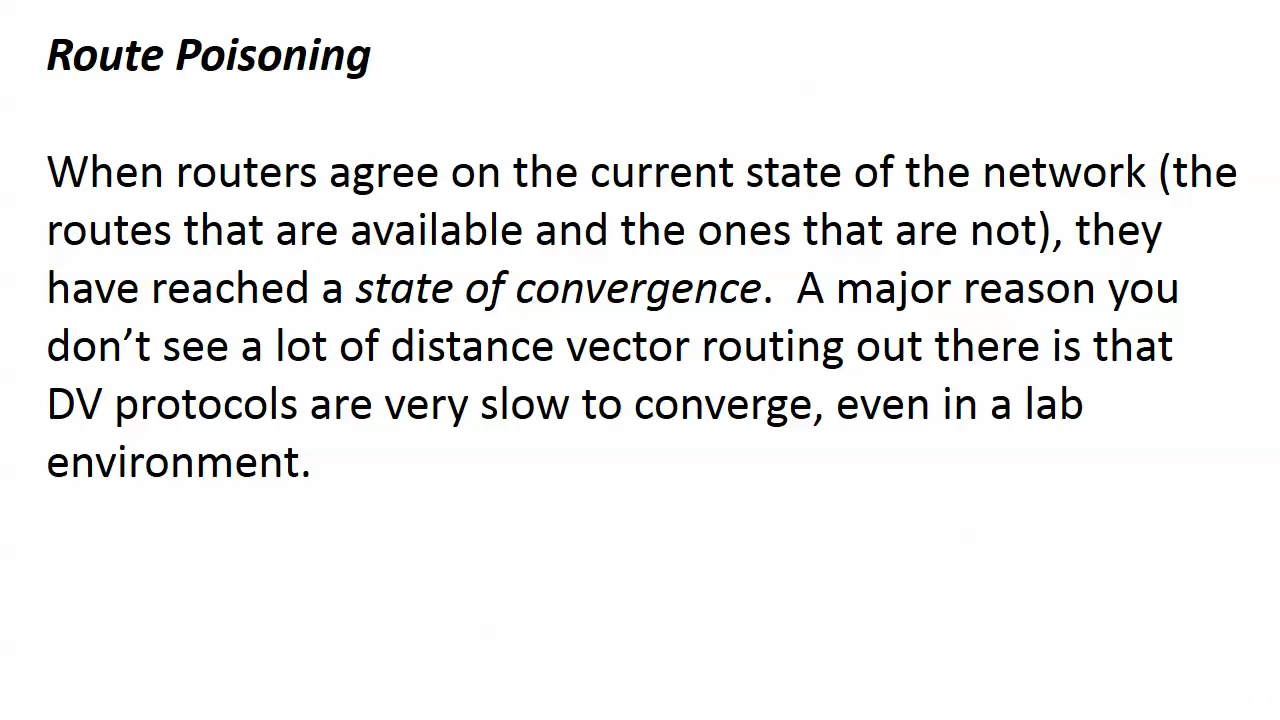 Route Poisoning
When routers agree on the current state of the network (the
routes that are available and the ones that are not), they
have reached a state of convergence.  A major reason you
don’t see a lot of distance vector routing out there is that
DV protocols are very slow to converge, even in a lab
environment.